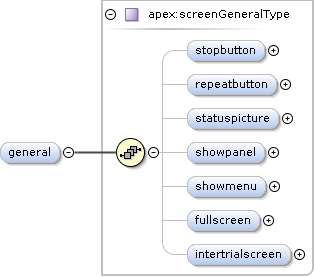 apex:screenGeneralType
stopbutton
repeatbutton
statuspicture
general
showpanel
showmenu
fullscreen
intertrialscreen